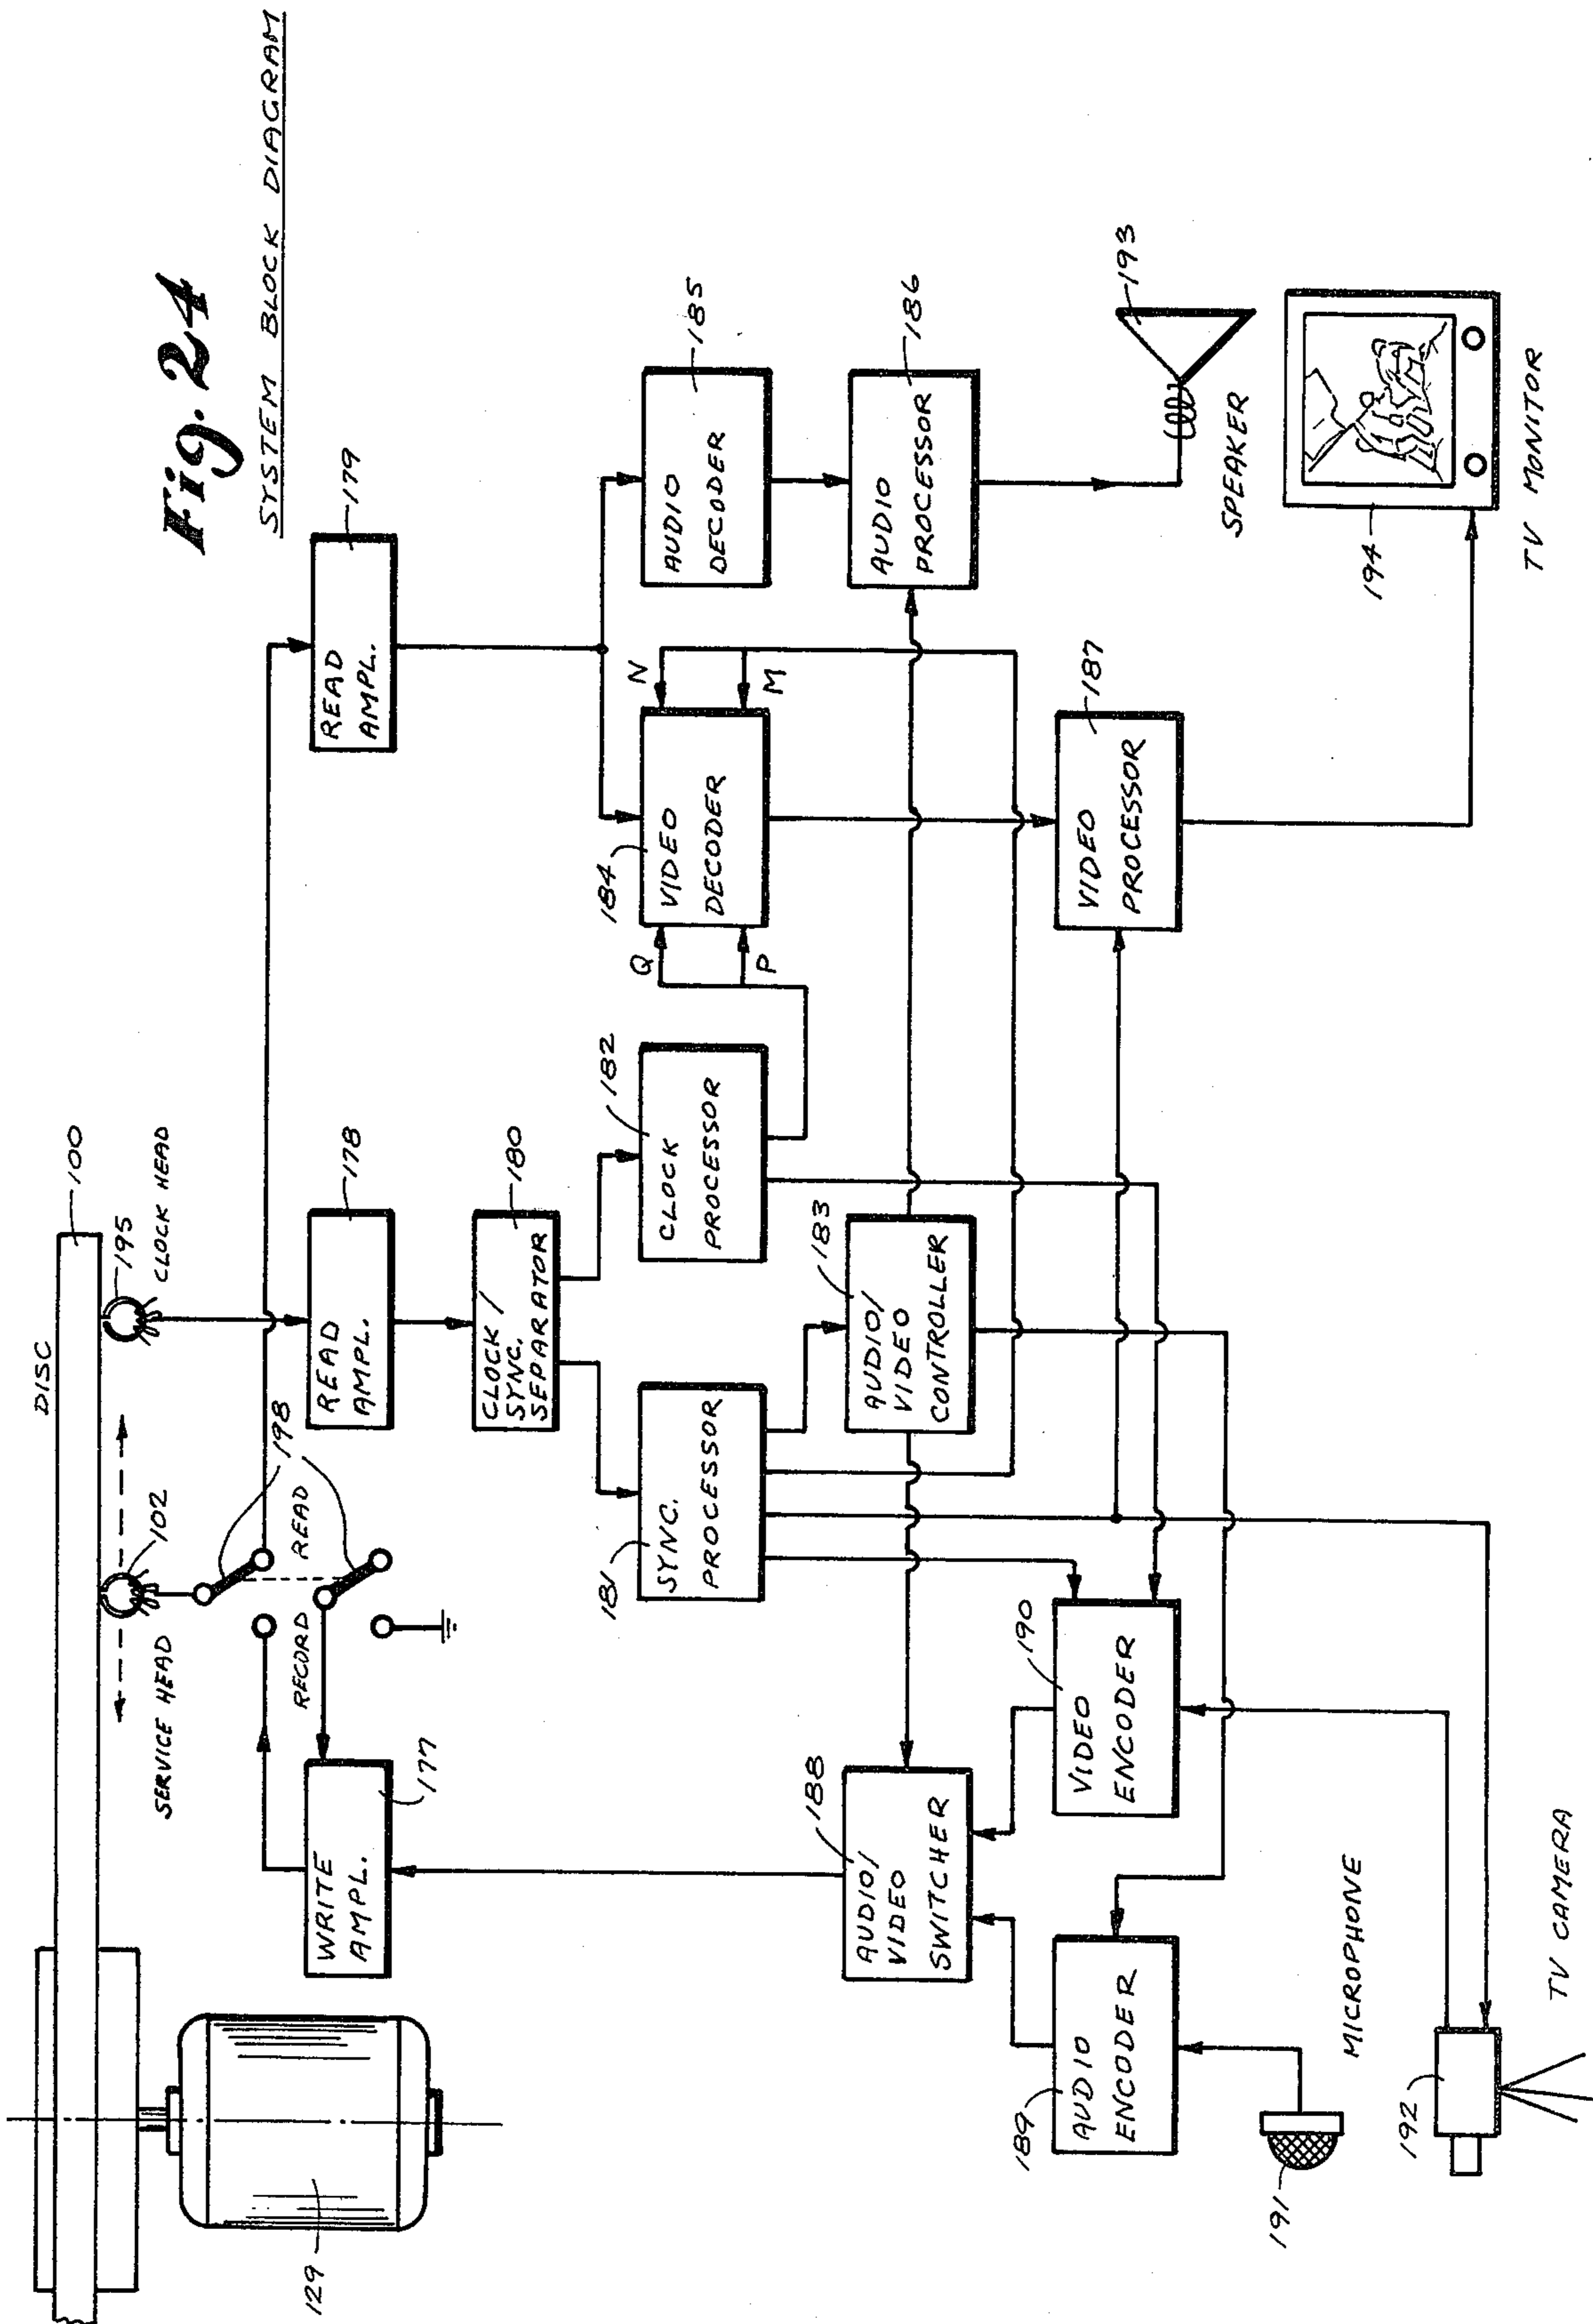 Fig. 24
SYSTEM BLOCK DIAGRAM
DISC
100
195
CLOCK HEAD
102
SERVICE HEAD
198
READ
RECORD
129
WRITE
AMPL.
177
READ
AMPL.
178
READ
AMPL.
179
CLOCK/
SYNC.
SEPARATOR
180
181
SYNC.
PROCESSOR
182
CLOCK
PROCESSOR
184
VIDEO
DECODER
Q
P
N
M
185
AUDIO
DECODER
188
AUDIO/
VIDEO
SWITCHER
183
AUDIO/
VIDEO
CONTROLLER
186
AUDIO
PROCESSOR
189
AUDIO
ENCODER
190
VIDEO
ENCODER
187
VIDEO
PROCESSOR
193
SPEAKER
191
MICROPHONE
192
TV CAMERA
194
TV MONITOR